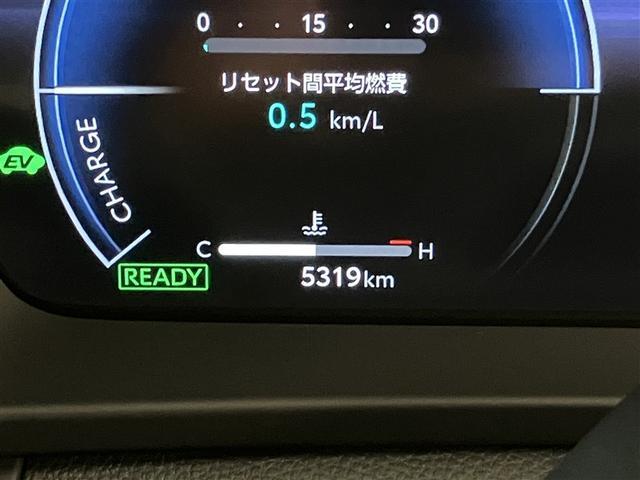 0 · · 15 · · 30
リセット間平均燃費
0.5 km/L
EV
CHARGE
C H
READY
5319km